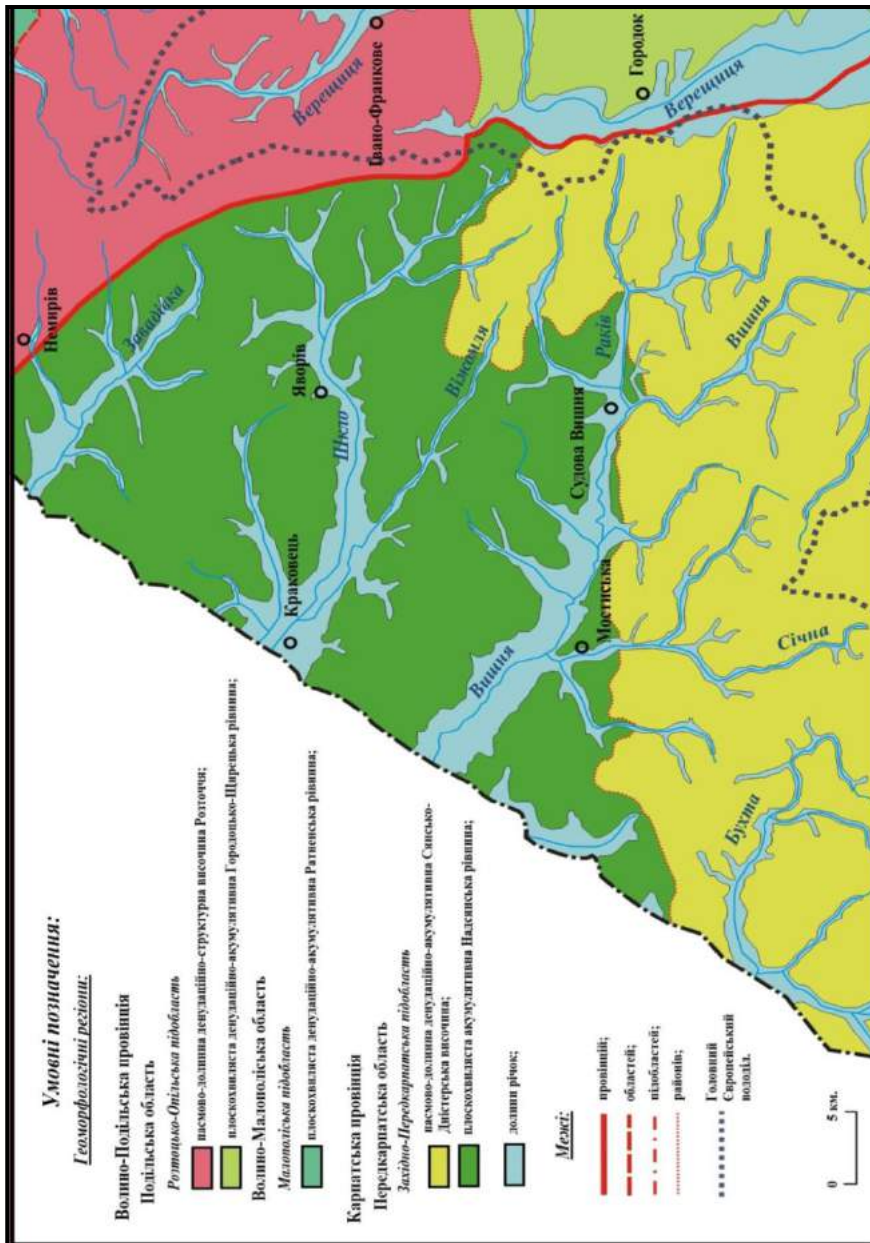 Умовні позначення:
Геоморфологічні регіони:
Волино-Подільська провінція
Подільська область
Розтоцько-Опільська підобласть
пасмово-долинна денудаційно-структурна височина Розточчя;
плоскохвиляста денудаційно-акумулятивна Городоцько-Щирецька рівнина;
Волино-Малополіська область
Малополіська підобласть
плоскохвиляста денудаційно-акумулятивна Ратненська рівнина;
Карпатська провінція
Передкарпатська область
Західно-Передкарпатська підобласть
пасмово-долинна денудаційно-акумулятивна Сянсько-
Дністерська височина;
плоскохвиляста акумулятивна Надсянська рівнина;
долини річок;
Межі:
провінцій;
областей;
підобластей;
районів;
Головний
Європейський
вододіл.
0
5 км.
Немирів
Завадівка
Верещиця
Івано-Франкове
Городок
Верещиця
Яворів
Шкло
Краковець
Віжомля
Раків
Судова Вишня
Вишня
Вишня
Мостиська
Січна
Бухта